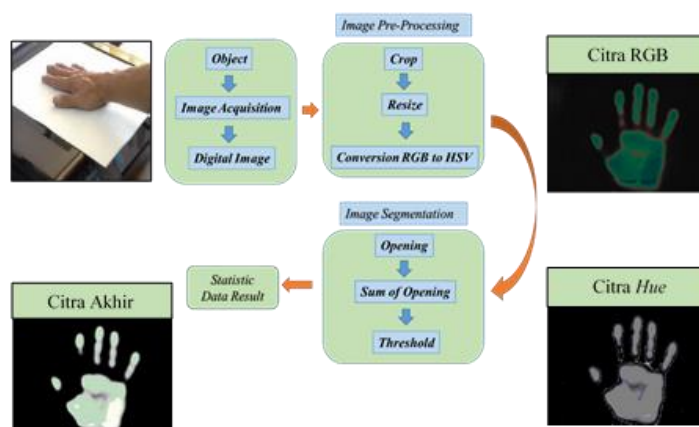 Image Pre-Processing
Object
Image Acquisition
Digital Image
Crop
Resize
Conversion RGB to HSV
Citra RGB
Image Segmentation
Opening
Sum of Opening
Threshold
Statistic
Data Result
Citra Akhir
Citra Hue